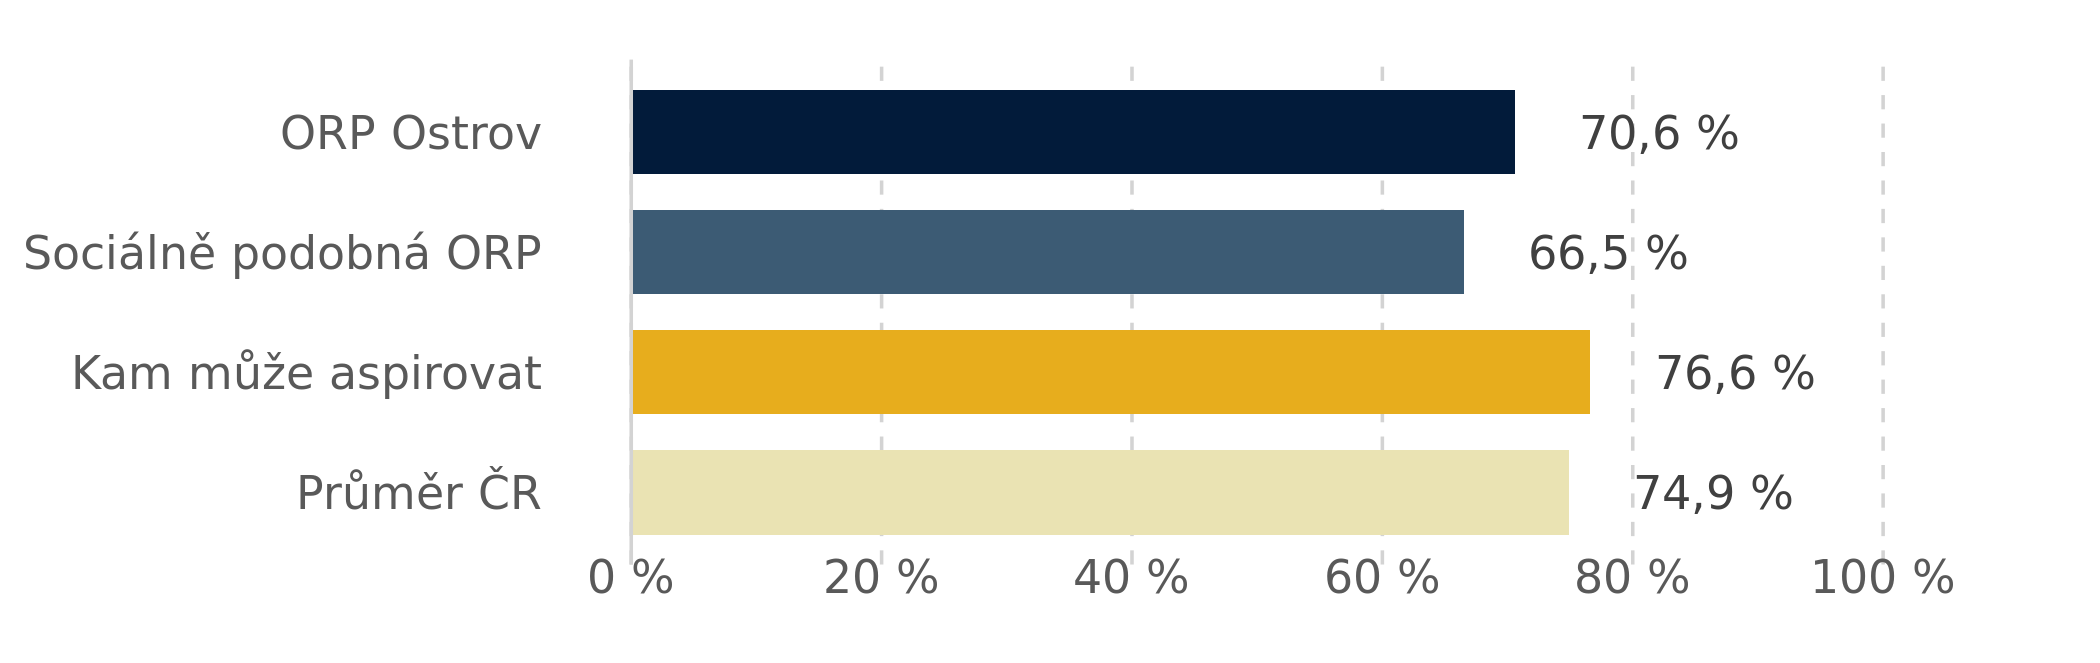 ORP Ostrov 70,6 %
Sociálně podobná ORP 66,5 %
Kam může aspirovat 76,6 %
Průměr ČR 74,9 %
0 % 20 % 40 % 60 % 80 % 100 %